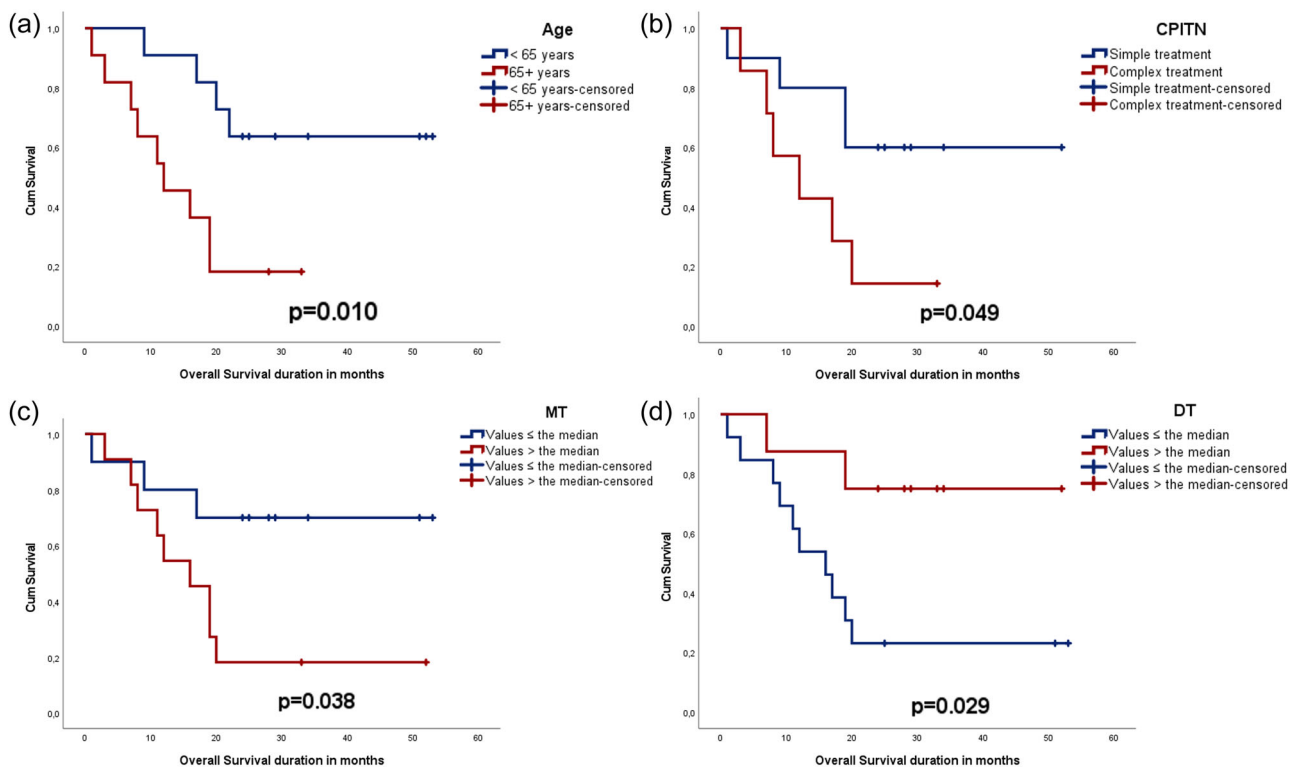 (a)
Age
< 65 years
65+ years
< 65 years-censored
65+ years-censored
1,0
0,8
0,6
0,4
0,2
0,0
Cum Survival
p=0.010
0 10 20 30 40 50 60
Overall Survival duration in months
(b)
CPITN
Simple treatment
Complex treatment
Simple treatment-censored
Complex treatment-censored
1,0
0,8
0,6
0,4
0,2
0,0
Cum Survival
p=0.049
0 10 20 30 40 50 60
Overall Survival duration in months
(c)
MT
Values ≤ the median
Values > the median
Values ≤ the median-censored
Values > the median-censored
1,0
0,8
0,6
0,4
0,2
0,0
Cum Survival
p=0.038
0 10 20 30 40 50 60
Overall Survival duration in months
(d)
DT
Values ≤ the median
Values > the median
Values ≤ the median-censored
Values > the median-censored
1,0
0,8
0,6
0,4
0,2
0,0
Cum Survival
p=0.029
0 10 20 30 40 50 60
Overall Survival duration in months